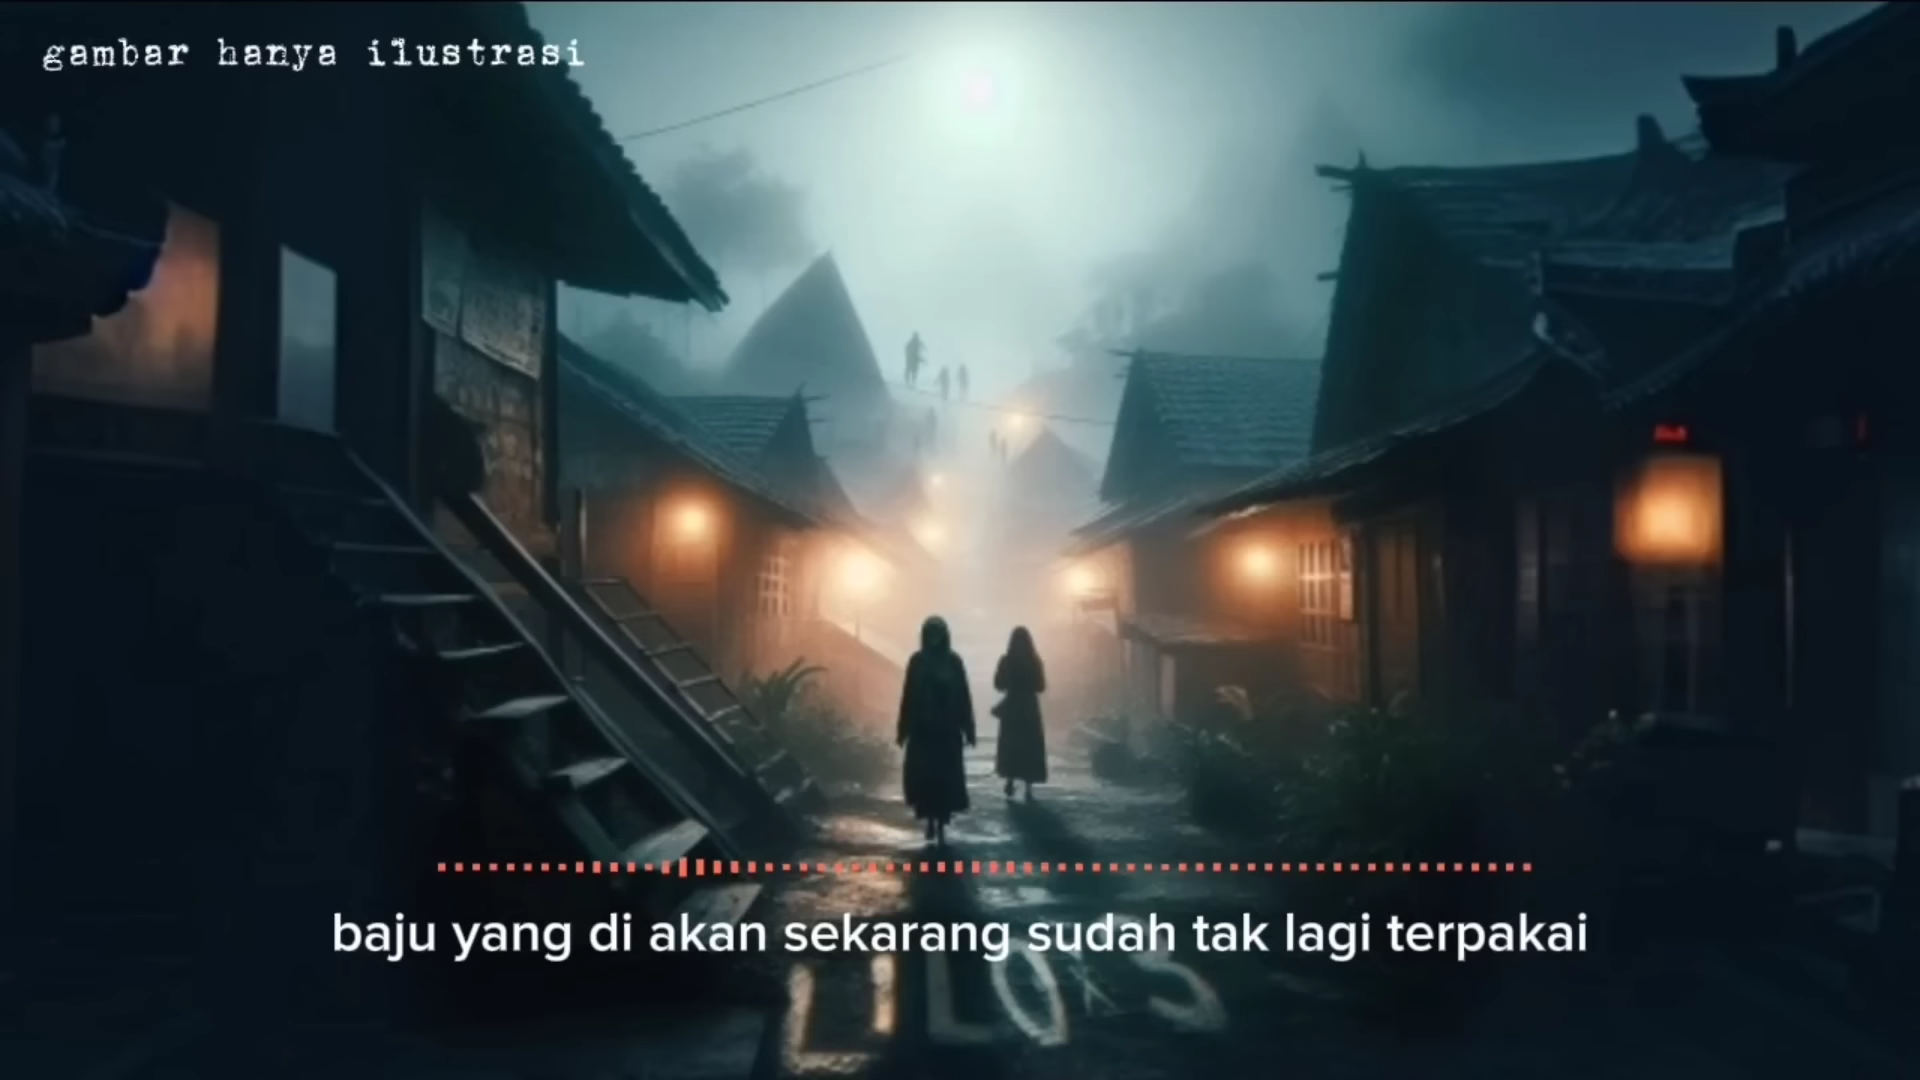 gambar hanya ilustrasi
baju yang di akan sekarang sudah tak lagi terpakai